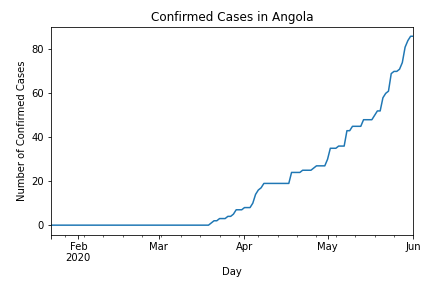 Confirmed Cases in Angola
Number of Confirmed Cases
80
60
40
20
0
Feb Mar Apr May Jun
2020
Day